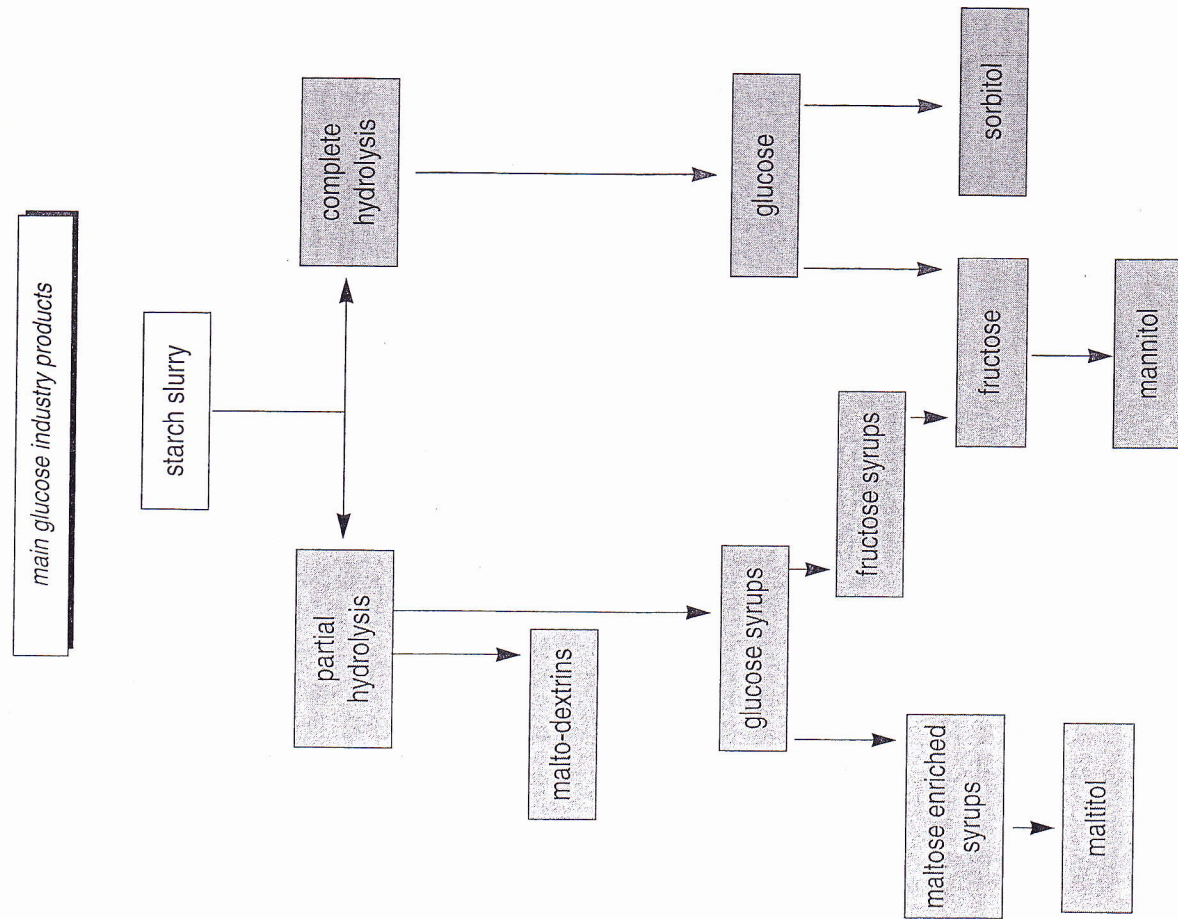 main glucose industry products
starch slurry
partial
hydrolysis
complete
hydrolysis
malto-dextrins
glucose syrups
glucose
fructose syrups
maltose enriched
syrups
fructose
sorbitol
maltitol
mannitol